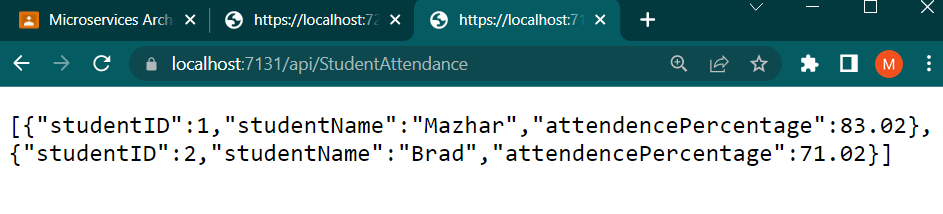 Microservices Arch
https://localhost:72
https://localhost:71
localhost:7131/api/StudentAttendance
M
[{"studentID":1,"studentName":"Mazhar","attendencePercentage":83.02},
{"studentID":2,"studentName":"Brad","attendencePercentage":71.02}]